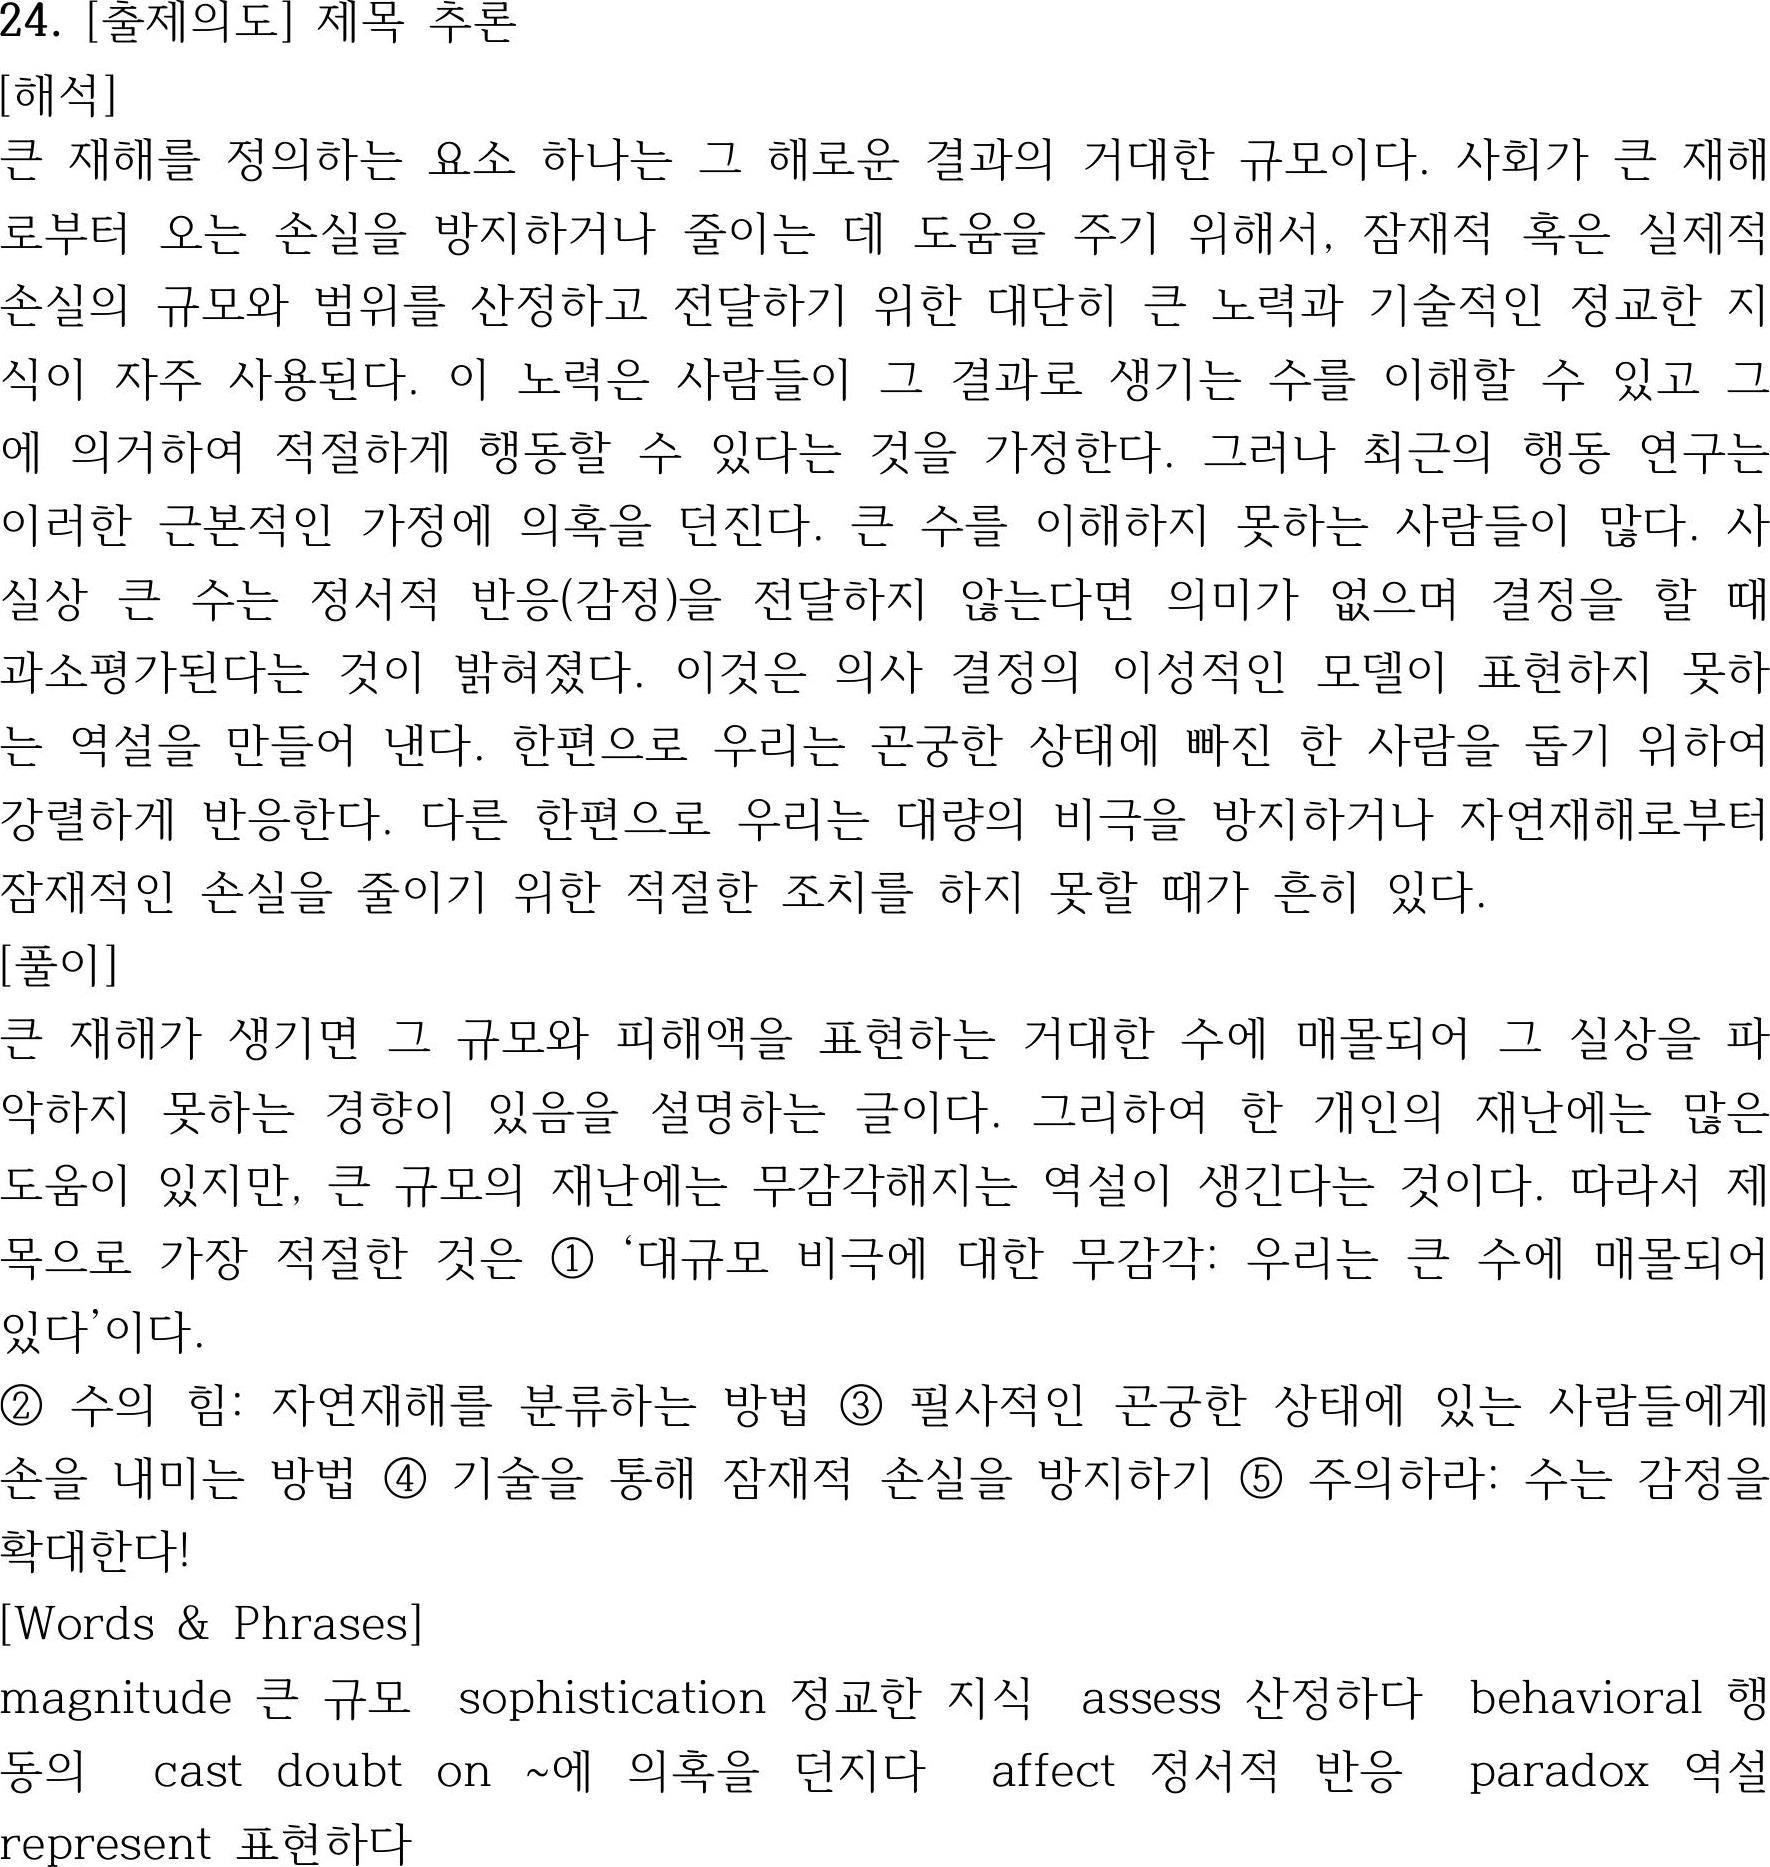 24. [출제의도] 제목 추론
[해석]
큰 재해를 정의하는 요소 하나는 그 해로운 결과의 거대한 규모이다. 사회가 큰 재해
로부터 오는 손실을 방지하거나 줄이는 데 도움을 주기 위해서, 잠재적 혹은 실제적
손실의 규모와 범위를 산정하고 전달하기 위한 대단히 큰 노력과 기술적인 정교한 지
식이 자주 사용된다. 이 노력은 사람들이 그 결과로 생기는 수를 이해할 수 있고 그
에 의거하여 적절하게 행동할 수 있다는 것을 가정한다. 그러나 최근의 행동 연구는
이러한 근본적인 가정에 의혹을 던진다. 큰 수를 이해하지 못하는 사람들이 많다. 사
실상 큰 수는 정서적 반응(감정)을 전달하지 않는다면 의미가 없으며 결정을 할 때
과소평가된다는 것이 밝혀졌다. 이것은 의사 결정의 이성적인 모델이 표현하지 못하
는 역설을 만들어 낸다. 한편으로 우리는 곤궁한 상태에 빠진 한 사람을 돕기 위하여
강렬하게 반응한다. 다른 한편으로 우리는 대량의 비극을 방지하거나 자연재해로부터
잠재적인 손실을 줄이기 위한 적절한 조치를 하지 못할 때가 흔히 있다.
[풀이]
큰 재해가 생기면 그 규모와 피해액을 표현하는 거대한 수에 매몰되어 그 실상을 파
악하지 못하는 경향이 있음을 설명하는 글이다. 그리하여 한 개인의 재난에는 많은
도움이 있지만, 큰 규모의 재난에는 무감각해지는 역설이 생긴다는 것이다. 따라서 제
목으로 가장 적절한 것은 ① ‘대규모 비극에 대한 무감각: 우리는 큰 수에 매몰되어
있다’이다.
② 수의 힘: 자연재해를 분류하는 방법 ③ 필사적인 곤궁한 상태에 있는 사람들에게
손을 내미는 방법 ④ 기술을 통해 잠재적 손실을 방지하기 ⑤ 주의하라: 수는 감정을
확대한다!
[Words & Phrases]
magnitude 큰 규모 sophistication 정교한 지식 assess 산정하다 behavioral 행
동의 cast doubt on ~에 의혹을 던지다 affect 정서적 반응 paradox 역설
represent 표현하다